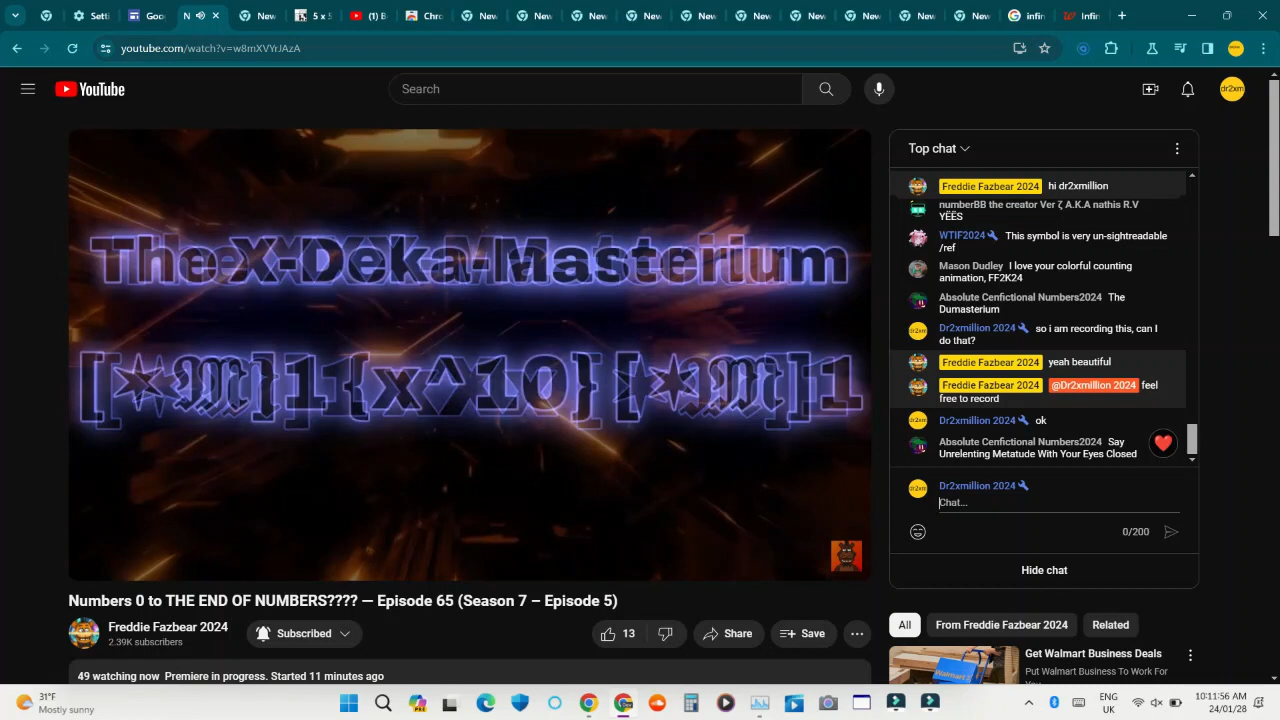 Setti
Goo
N
New
5 x 5
(1) B
Chro
New
New
New
New
New
New
New
New
New
New
infin
Infin
youtube.com/watch?v=w8mXVYrJAzA
YouTube
Search
dr2xm
The X-Deka-Masterium
1{x^10}
1
Top chat
Freddie Fazbear 2024 hi dr2xmillion
numberBB the creator Ver ζ A.K.A nathis R.V
YËËS
WTIF2024 This symbol is very un-sightreadable
/ref
Mason Dudley I love your colorful counting
animation, FF2K24
Absolute Cenfictional Numbers2024 The
Dumasterium
Dr2xmillion 2024 so i am recording this, can I
do that?
Freddie Fazbear 2024 yeah beautiful
Freddie Fazbear 2024 @Dr2xmillion 2024 feel
free to record
Dr2xmillion 2024 ok
Absolute Cenfictional Numbers2024 Say
Unrelenting Metatude With Your Eyes Closed
Dr2xmillion 2024
Chat...
0/200
Hide chat
Numbers 0 to THE END OF NUMBERS???? — Episode 65 (Season 7 – Episode 5)
Freddie Fazbear 2024
2.39K subscribers
Subscribed
13
Share
Save
49 watching now Premiere in progress. Started 11 minutes ago
All
From Freddie Fazbear 2024
Related
Get Walmart Business Deals
Put Walmart Business To Work For
You
31°F
Mostly sunny
ENG
UK
10:11:56 AM
24/01/28